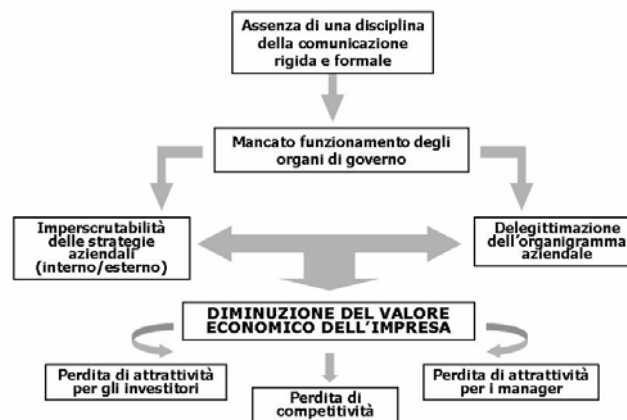 Assenza di una disciplina
della comunicazione
rigida e formale
Mancato funzionamento degli
organi di governo
Imperscrutabilità
delle strategie
aziendali
(interno/esterno)
Delegittimazione
dell'organigramma
aziendale
DIMINUZIONE DEL VALORE
ECONOMICO DELL'IMPRESA
Perdita di attrattività
per gli investitori
Perdita di
competitività
Perdita di attrattività
per i manager